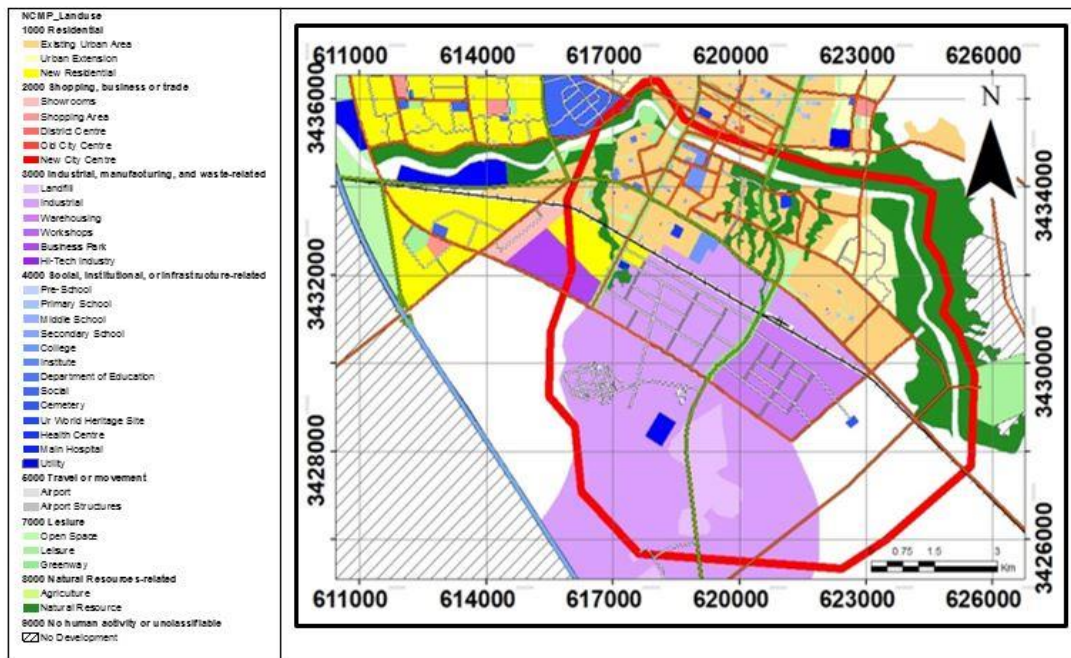 NCMP_Landuse
1000 Residential
Existing Urban Area
Urban Extension
New Residential
2000 Shopping, business or trade
Showrooms
Shopping Area
District Centre
Old City Centre
New City Centre
3000 Industrial, manufacturing, and waste-related
Landfill
Industrial
Warehousing
Workshops
Business Park
Hi-Tech Industry
4000 Social, Institutional, or Infrastructure-related
Pre-School
Primary School
Middle School
Secondary School
College
Institute
Department of Education
Social
Cemetery
Ur World Heritage Site
Health Centre
Main Hospital
Utility
Travel or movement
Airport
Airport Structures
7000 Leisure
Open Space
Leisure
Greenway
8000 Natural Resources-related
Agriculture
Natural Resource
9000 No human activity or unclassifiable
No Development
611000 614000 617000 620000 623000 626000
N
3436000
3434000 3434000
3432000 3432000
3430000 3430000
3428000 3428000
3426000
0.75 1.5 3
Km
611000 614000 617000 620000 623000 626000